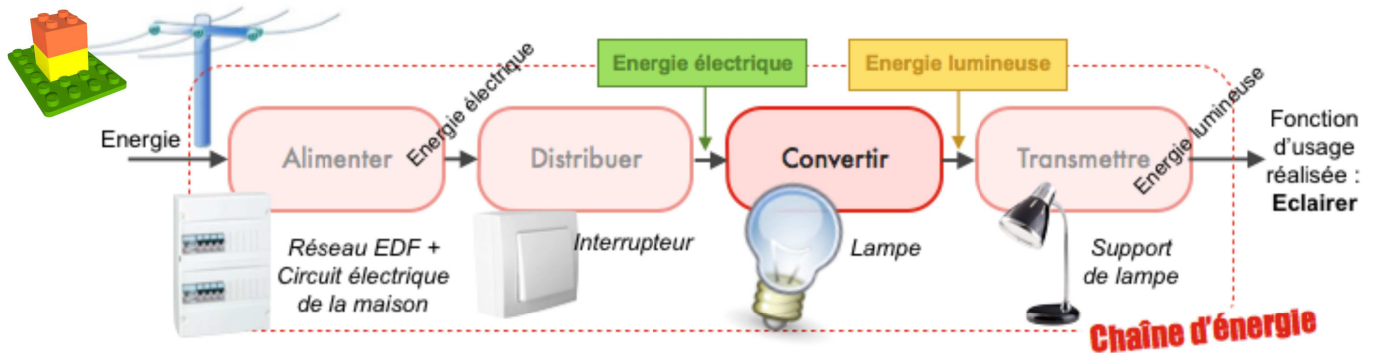 Energie électrique
Energie lumineuse
Energie
Alimenter
Energie électrique
Distribuer
Convertir
Transmettre
Energie lumineuse
Fonction
d'usage
réalisée :
Eclairer
Réseau EDF +
Circuit électrique
de la maison
Interrupteur
Lampe
Support
de lampe
Chaîne d'énergie